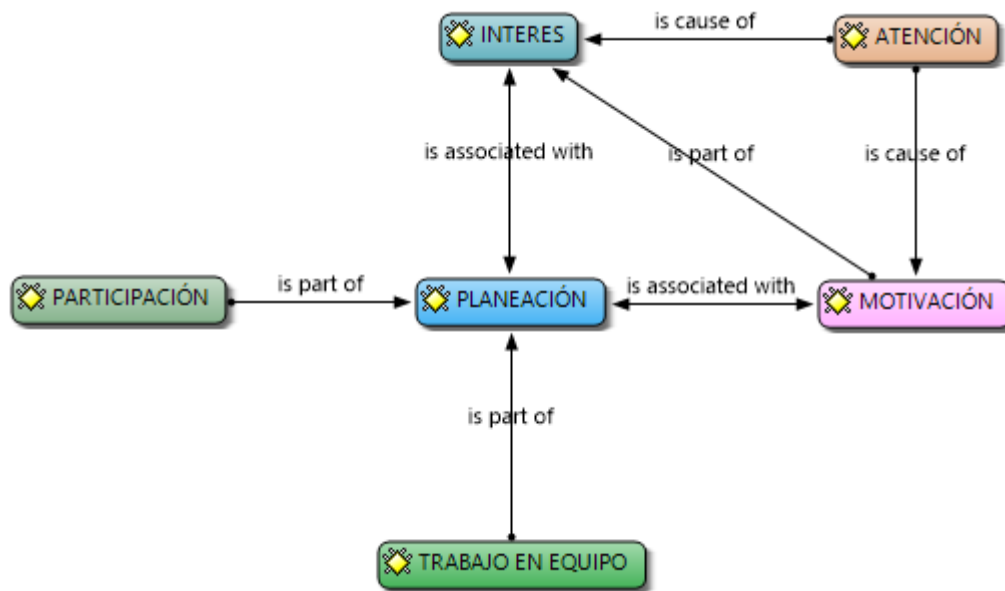 is cause of
INTERES
ATENCIÓN
is associated with
is part of
is cause of
PARTICIPACIÓN
is part of
PLANEACIÓN
is associated with
MOTIVACIÓN
is part of
TRABAJO EN EQUIPO